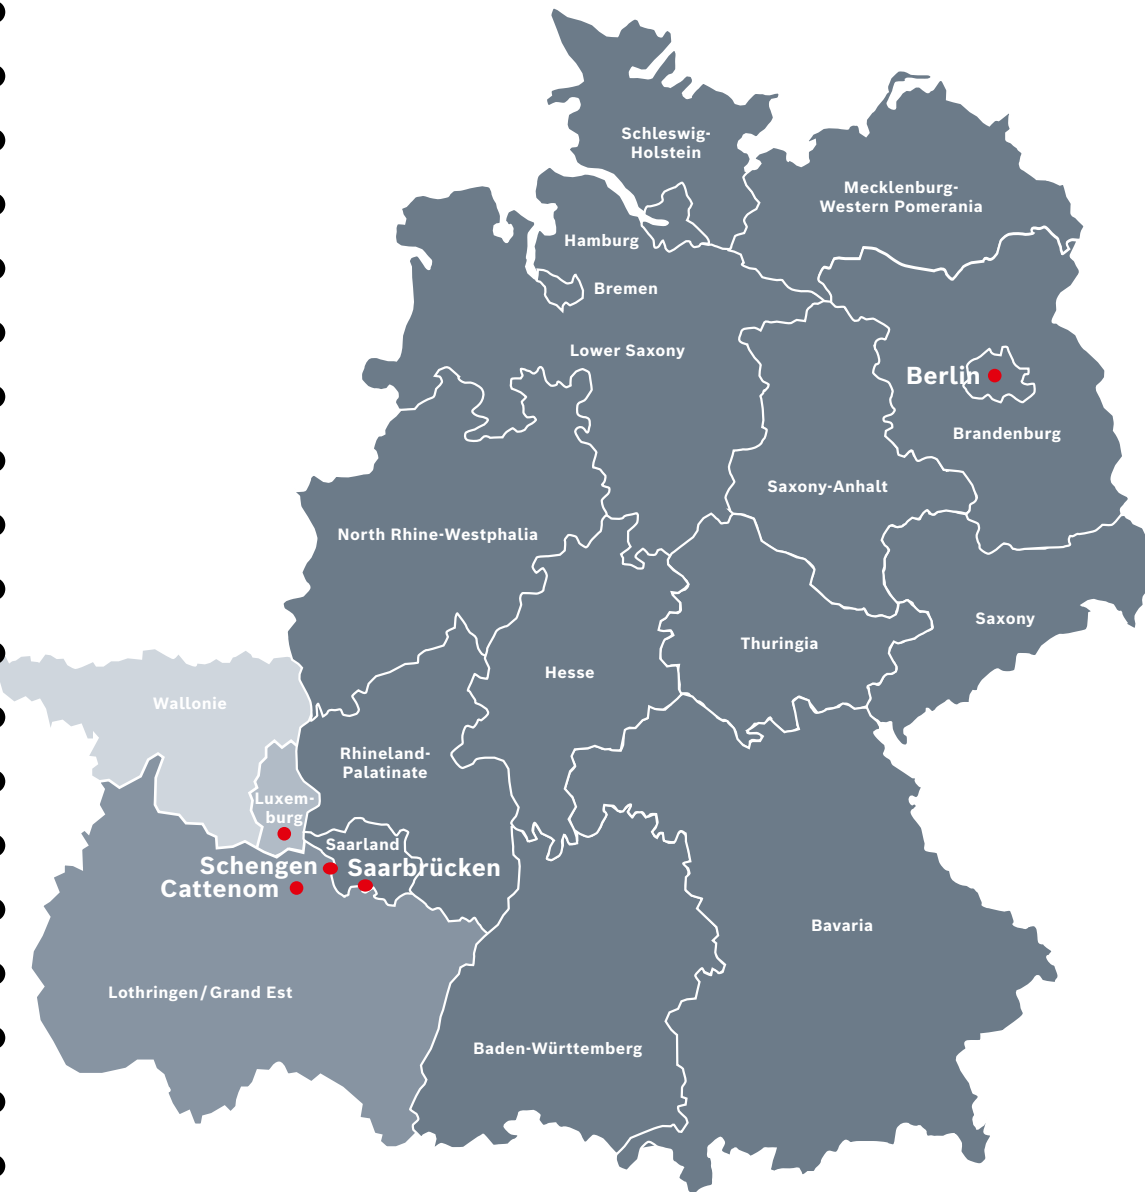 Schleswig-
Holstein
Mecklenburg-
Western Pomerania
Hamburg
Bremen
Lower Saxony
Berlin
Brandenburg
Saxony-Anhalt
North Rhine-Westphalia
Saxony
Thuringia
Hesse
Wallonie
Rhineland-
Palatinate
Luxem-
burg
Saarland
Schengen
Saarbrücken
Cattenom
Bavaria
Lothringen/Grand Est
Baden-Württemberg